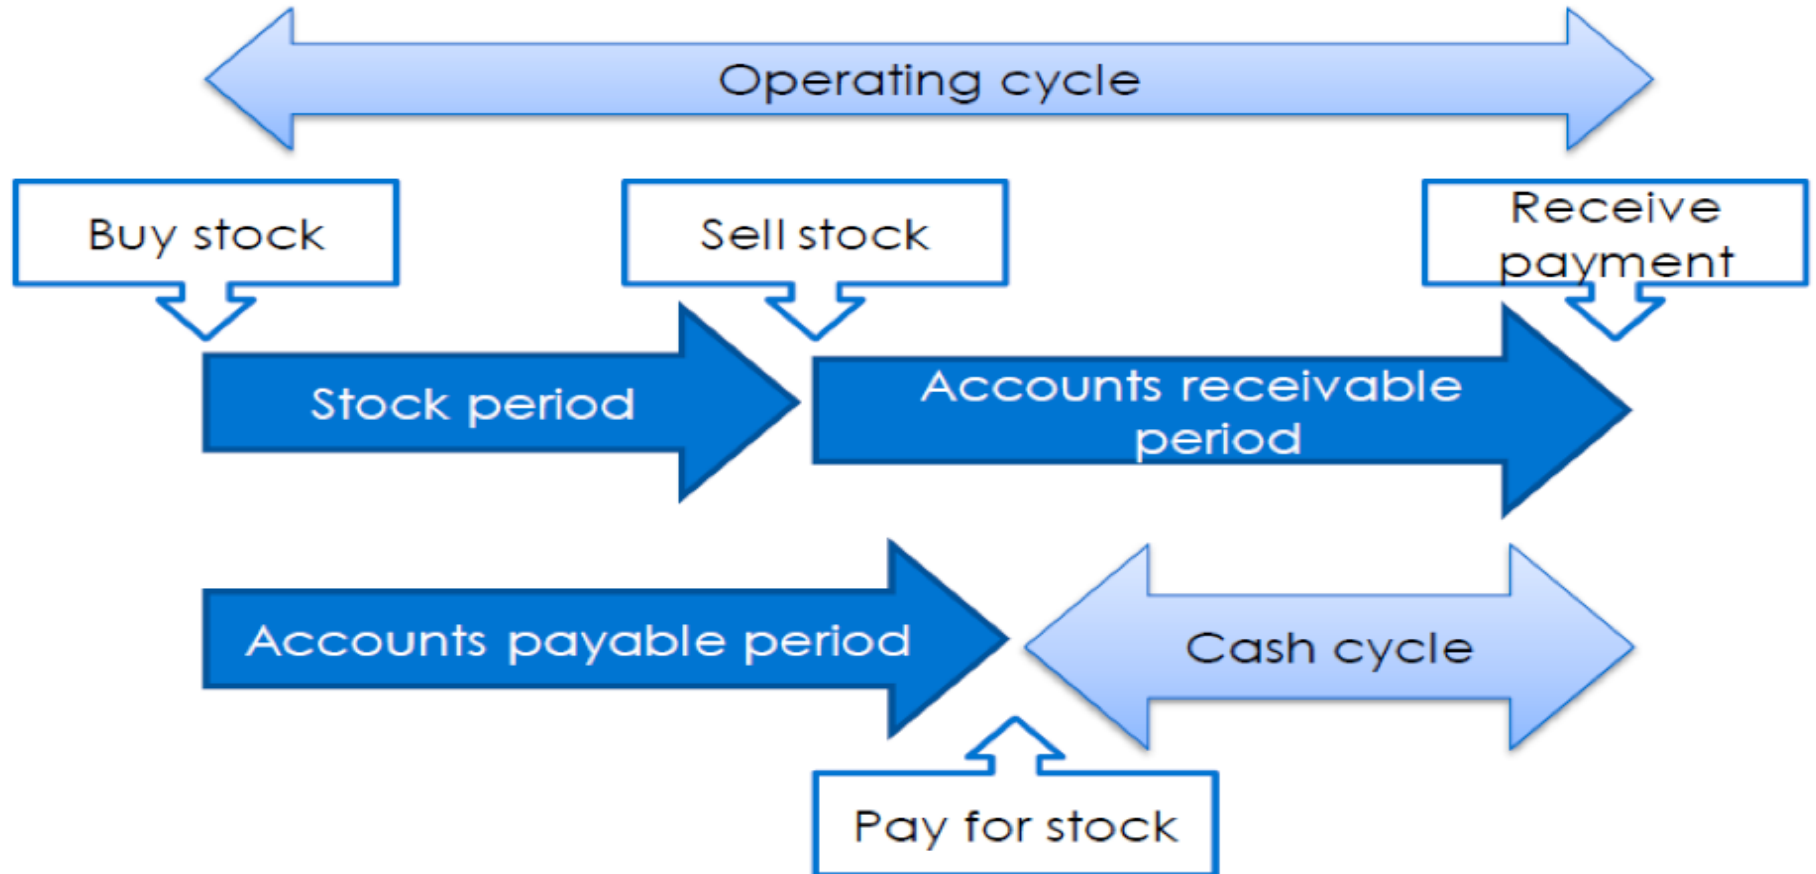 Operating cycle
Buy stock
Sell stock
Receive
payment
Stock period
Accounts receivable
period
Accounts payable period
Cash cycle
Pay for stock